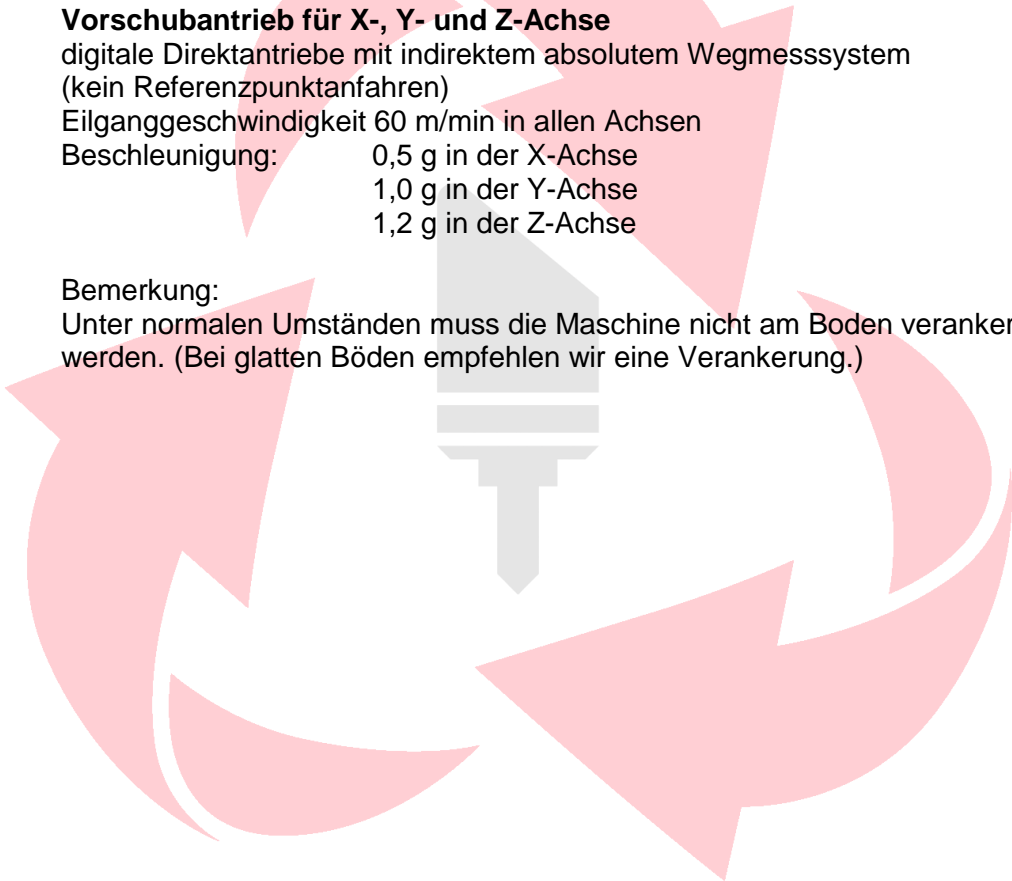 Vorschubantrieb für X-, Y- und Z-Achse
digitale Direktantriebe mit indirektem absolutem Wegmesssystem
(kein Referenzpunktanfahren)
Eilganggeschwindigkeit 60 m/min in allen Achsen
Beschleunigung: 0,5 g in der X-Achse
1,0 g in der Y-Achse
1,2 g in der Z-Achse
Bemerkung:
Unter normalen Umständen muss die Maschine nicht am Boden veranker
werden. (Bei glatten Böden empfehlen wir eine Verankerung.)